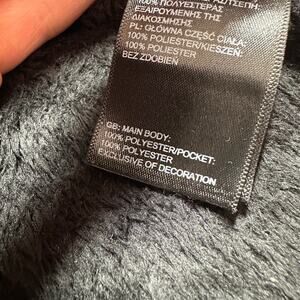 100% ΠΟΛΥΕΣΤΕΡΑΣ
ΕΞΑΙΡΟΥΜΕΝΗΣ ΤΗΣ
ΔΙΑΚΟΣΜΗΣΗΣ
PL: GŁÓWNA CZĘŚĆ CIAŁA:
100% POLIESTER/KIESZEŃ:
100% POLIESTER
BEZ ZDOBIEŃ
GB: MAIN BODY:
100% POLYESTER/POCKET:
100% POLYESTER
EXCLUSIVE OF DECORATION